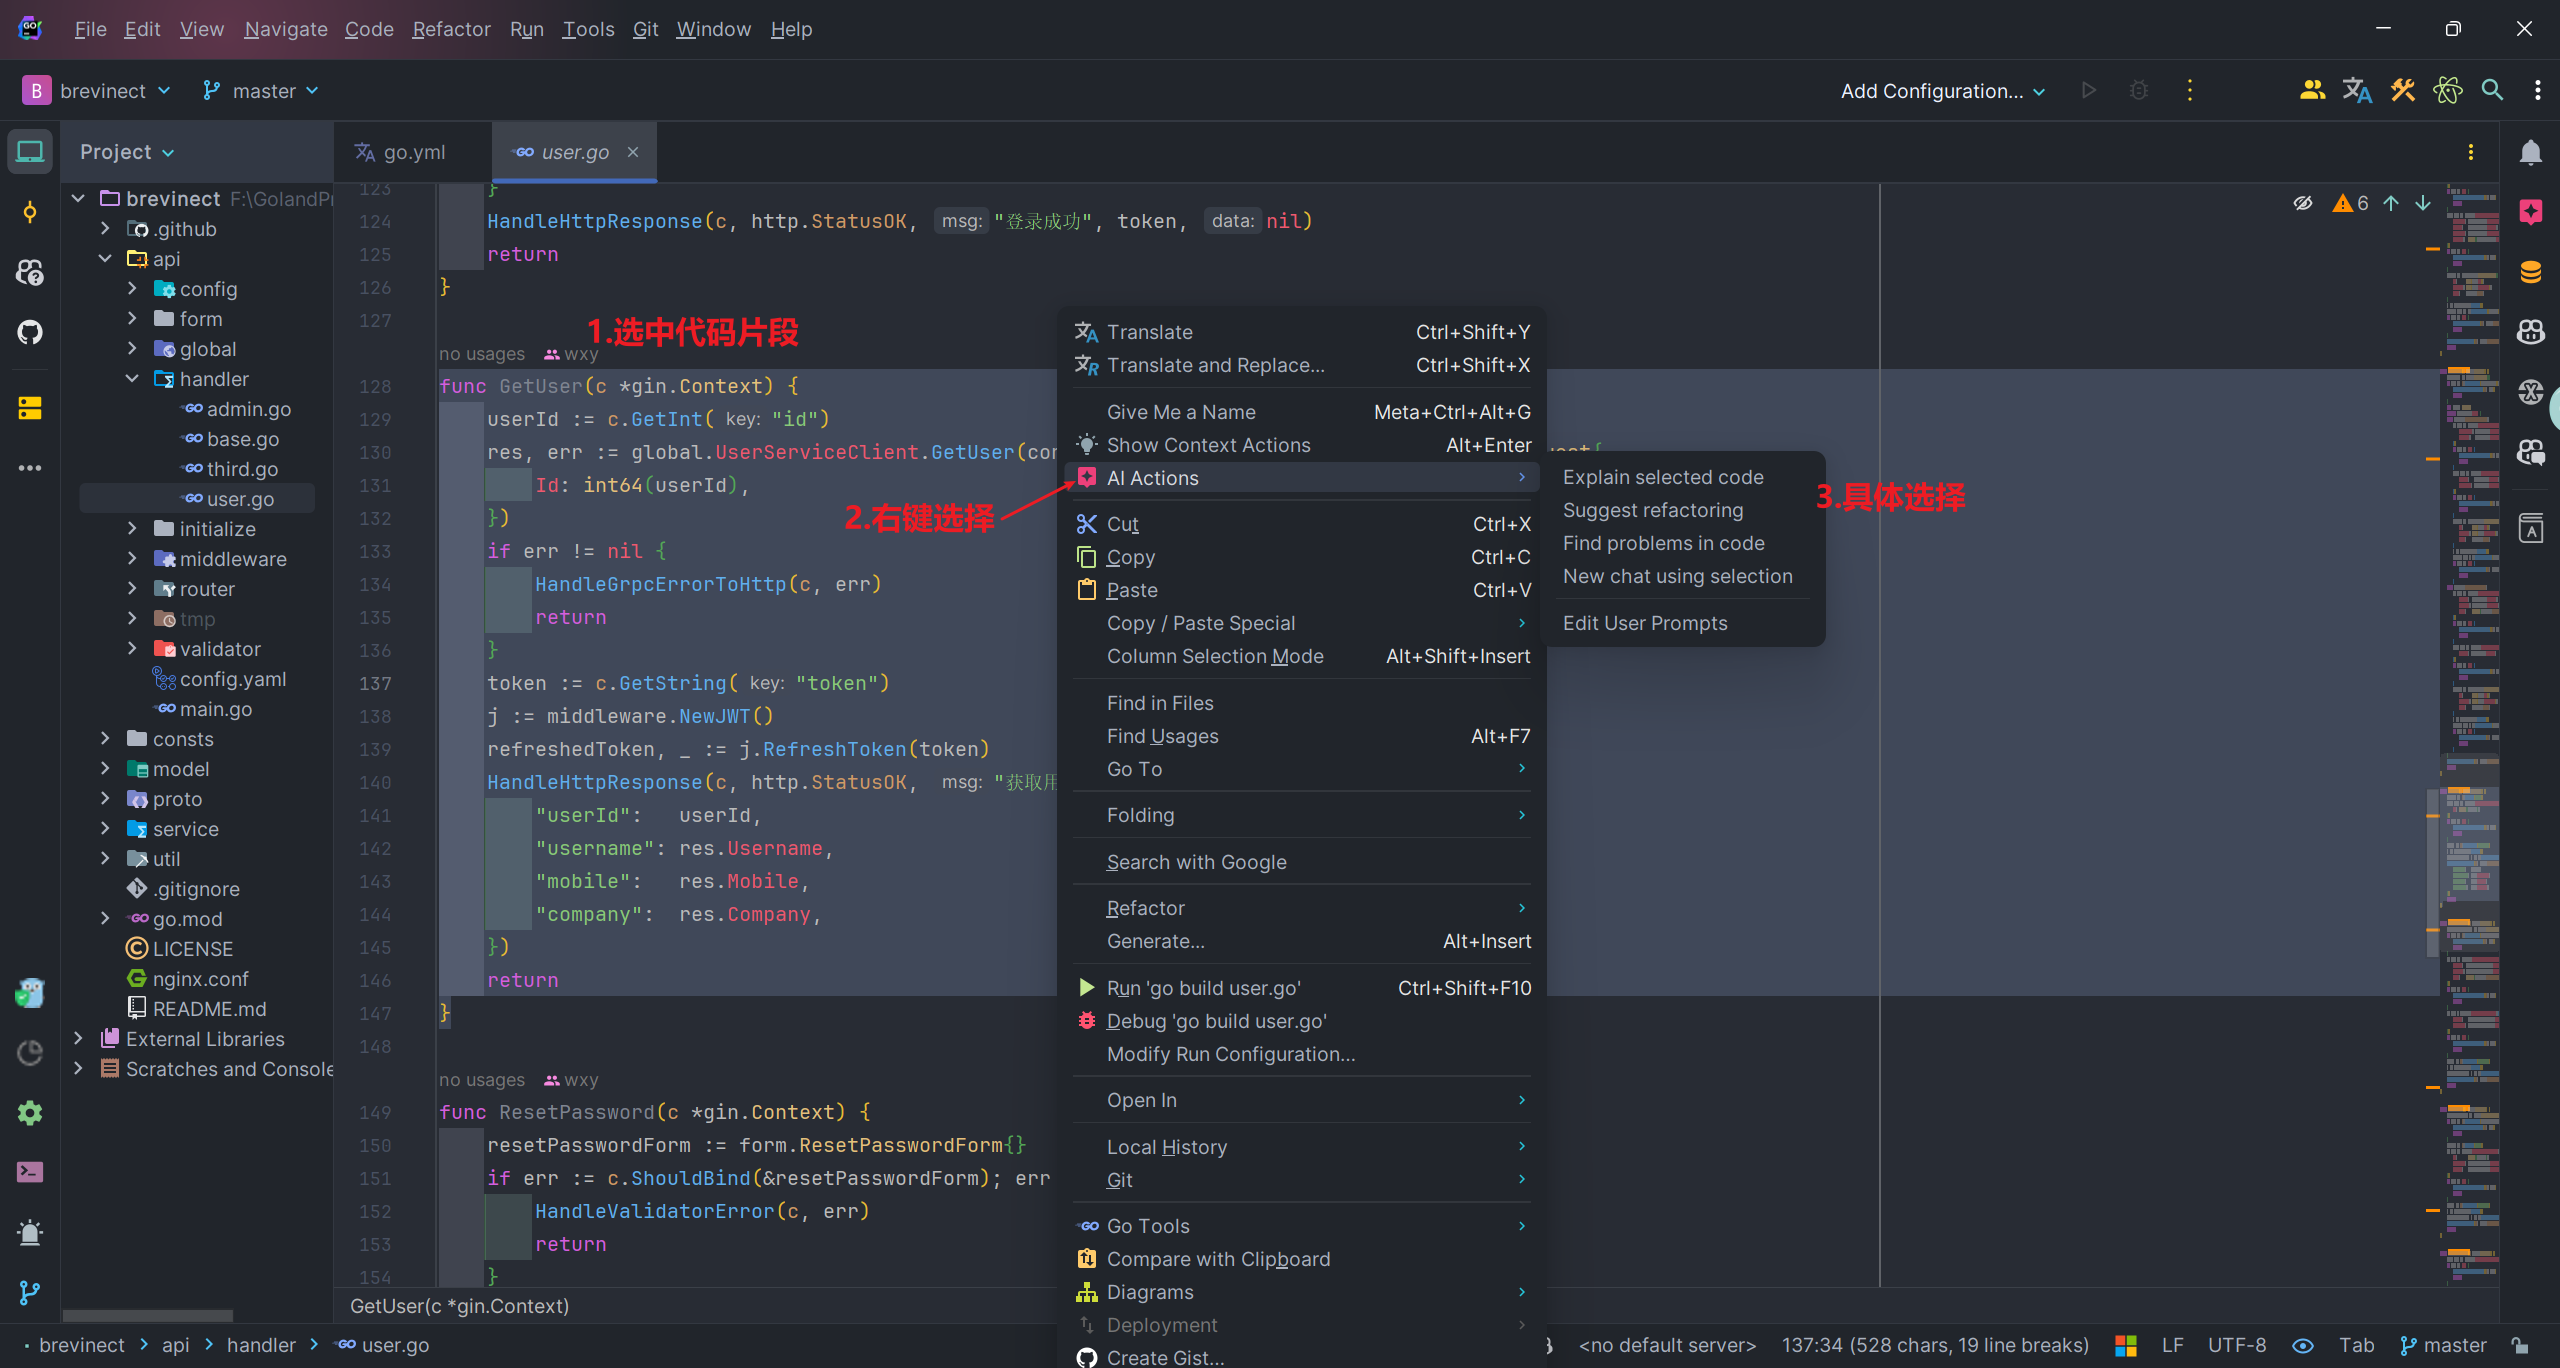 File Edit View Navigate Code Refactor Run Tools Git Window Help
B brevinect master Add Configuration...
Project
go.yml user.go
brevinect F:\GolandPr
.github
api
config
form
global
handler
admin.go
base.go
third.go
user.go
initialize
middleware
router
tmp
validator
config.yaml
main.go
consts
model
proto
service
util
.gitignore
go.mod
LICENSE
nginx.conf
README.md
External Libraries
Scratches and Console
6
123 }
124 HandleHttpResponse(c, http.StatusOK, msg: "登录成功", token, data: nil)
125 return
126 }
127
1.选中代码片段
no usages wxy
128 func GetUser(c *gin.Context) {
129 userId := c.GetInt( key: "id")
130 res, err := global.UserServiceClient.GetUser(con
131 Id: int64(userId),
132 })
133 if err != nil {
134 HandleGrpcErrorToHttp(c, err)
135 return
136 }
137 token := c.GetString( key: "token")
138 j := middleware.NewJWT()
139 refreshedToken, _ := j.RefreshToken(token)
140 HandleHttpResponse(c, http.StatusOK, msg: "获取用
141 "userId": userId,
142 "username": res.Username,
143 "mobile": res.Mobile,
144 "company": res.Company,
145 })
146 return
147 }
148
no usages wxy
149 func ResetPassword(c *gin.Context) {
150 resetPasswordForm := form.ResetPasswordForm{}
151 if err := c.ShouldBind(&resetPasswordForm); err
152 HandleValidatorError(c, err)
153 return
154 }
2.右键选择
Translate Ctrl+Shift+Y
Translate and Replace... Ctrl+Shift+X
Give Me a Name Meta+Ctrl+Alt+G
Show Context Actions Alt+Enter
AI Actions
Cut Ctrl+X
Copy Ctrl+C
Paste Ctrl+V
Copy / Paste Special
Column Selection Mode Alt+Shift+Insert
Find in Files
Find Usages Alt+F7
Go To
Folding
Search with Google
Refactor
Generate... Alt+Insert
Run 'go build user.go' Ctrl+Shift+F10
Debug 'go build user.go'
Modify Run Configuration...
Open In
Local History
Git
Go Tools
Compare with Clipboard
Diagrams
Deployment
Create Gist...
3.具体选择
Explain selected code
Suggest refactoring
Find problems in code
New chat using selection
Edit User Prompts
GetUser(c *gin.Context)
brevinect api handler user.go <no default server> 137:34 (528 chars, 19 line breaks) LF UTF-8 Tab master